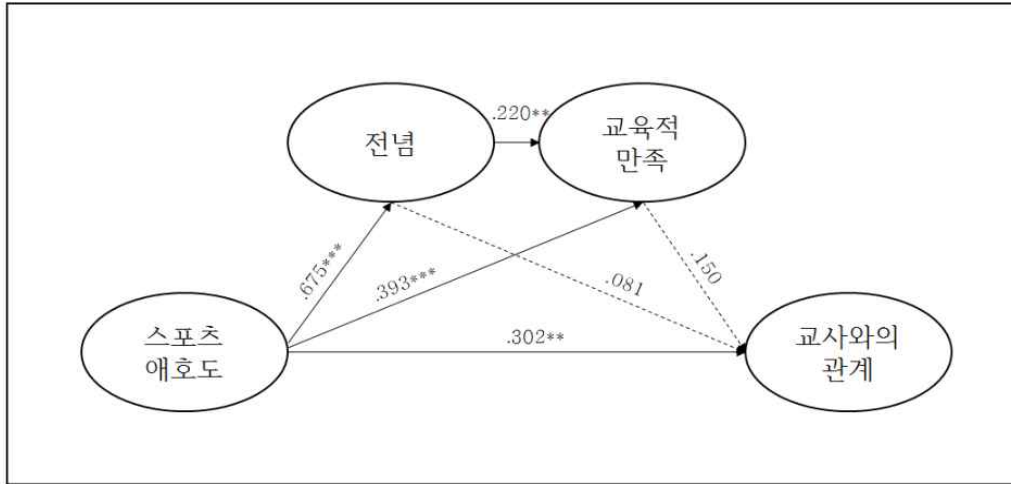 .220**
전념
교육적
만족
.675***
.393***
.081
.150
스포츠
애호도
.302**
교사와의
관계